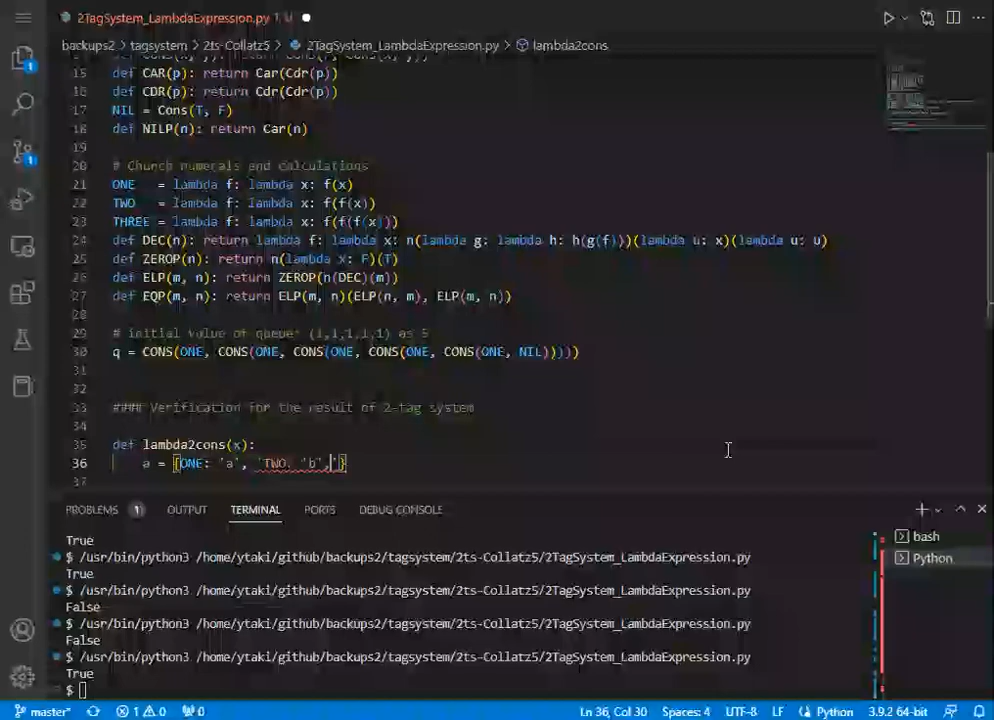 2TagSystem_LambdaExpression.py 1, U
backups2 > tagsystem > 2ts-Collatz5 > 2TagSystem_LambdaExpression.py > lambda2cons
15 def CAR(p): return Car(Cdr(p))
16 def CDR(p): return Cdr(Cdr(p))
17 NIL = Cons(T, F)
18 def NILP(n): return Car(n)
19
20 # Church numerals and calculations
21 ONE   = lambda f: lambda x: f(x)
22 TWO   = lambda f: lambda x: f(f(x))
23 THREE = lambda f: lambda x: f(f(f(x)))
24 def DEC(n): return lambda f: lambda x: n(lambda g: lambda h: h(g(f)))(lambda u: x)(lambda u: u)
25 def ZEROP(n): return n(lambda x: F)(T)
26 def ELP(m, n): return ZEROP(n(DEC)(m))
27 def EQP(m, n): return ELP(m, n)(ELP(n, m), ELP(m, n))
28
29 # initial value of queue: (1,1,1,1,1) as 5
30 q = CONS(ONE, CONS(ONE, CONS(ONE, CONS(ONE, CONS(ONE, NIL)))))
31
32
33 #### Verification for the result of 2-tag system
34
35 def lambda2cons(x):
36     a = {ONE: 'a', 'TWO: 'b','}
37
PROBLEMS 1 OUTPUT TERMINAL PORTS DEBUG CONSOLE
True
$ /usr/bin/python3 /home/ytaki/github/backups2/tagsystem/2ts-Collatz5/2TagSystem_LambdaExpression.py
True
$ /usr/bin/python3 /home/ytaki/github/backups2/tagsystem/2ts-Collatz5/2TagSystem_LambdaExpression.py
False
$ /usr/bin/python3 /home/ytaki/github/backups2/tagsystem/2ts-Collatz5/2TagSystem_LambdaExpression.py
False
$ /usr/bin/python3 /home/ytaki/github/backups2/tagsystem/2ts-Collatz5/2TagSystem_LambdaExpression.py
True
$
bash
Python
master* 1 0 0 Ln 36, Col 30 Spaces: 4 UTF-8 LF Python 3.9.2 64-bit